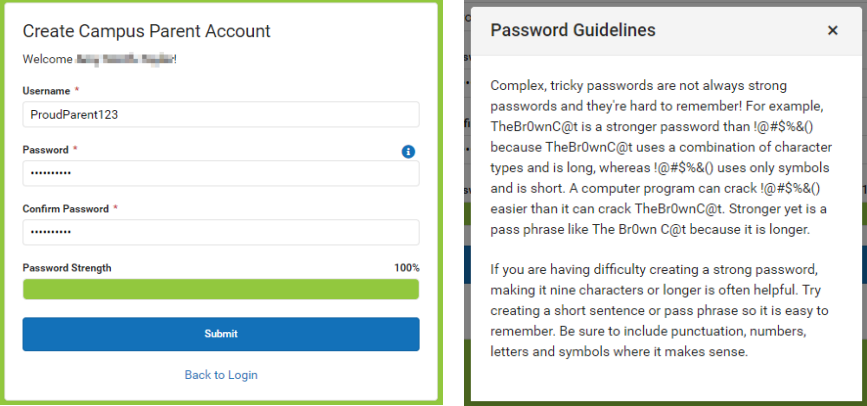 Create Campus Parent Account
Welcome !
Username *
ProudParent123
Password *
••••••••••
Confirm Password *
••••••••••
Password Strength 100%
Submit
Back to Login
Password Guidelines ×
Complex, tricky passwords are not always strong
passwords and they're hard to remember! For example,
TheBr0wnC@t is a stronger password than !@#$%&()
because TheBr0wnC@t uses a combination of character
types and is long, whereas !@#$%&() uses only symbols
and is short. A computer program can crack !@#$%&()
easier than it can crack TheBr0wnC@t. Stronger yet is a
pass phrase like The Br0wn C@t because it is longer.
If you are having difficulty creating a strong password,
making it nine characters or longer is often helpful. Try
creating a short sentence or pass phrase so it is easy to
remember. Be sure to include punctuation, numbers,
letters and symbols where it makes sense.